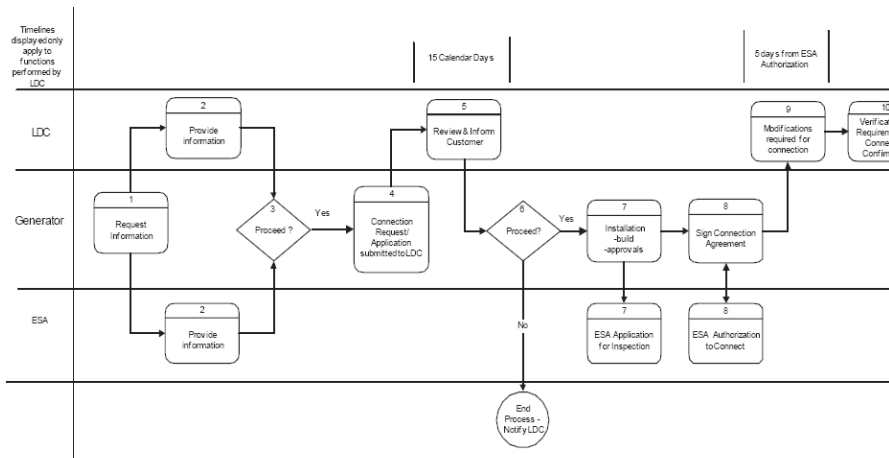 Timelines
displayed only
apply to
functions
performed by
LDC
15 Calendar Days
5 days from ESA
Authorization
LDC
2
Provide
information
5
Review & Inform
Customer
9
Modifications
required for
connection
10
Generator
1
Request
Information
3
Proceed ?
Yes
4
Connection
Request/
Application
submitted to LDC
6
Proceed?
Yes
7
Installation
-build
-approvals
8
Sign Connection
Agreement
ESA
2
Provide
information
No
7
ESA Application
for Inspection
8
ESA Authorization
to Connect
End
Process -
Notify LDC